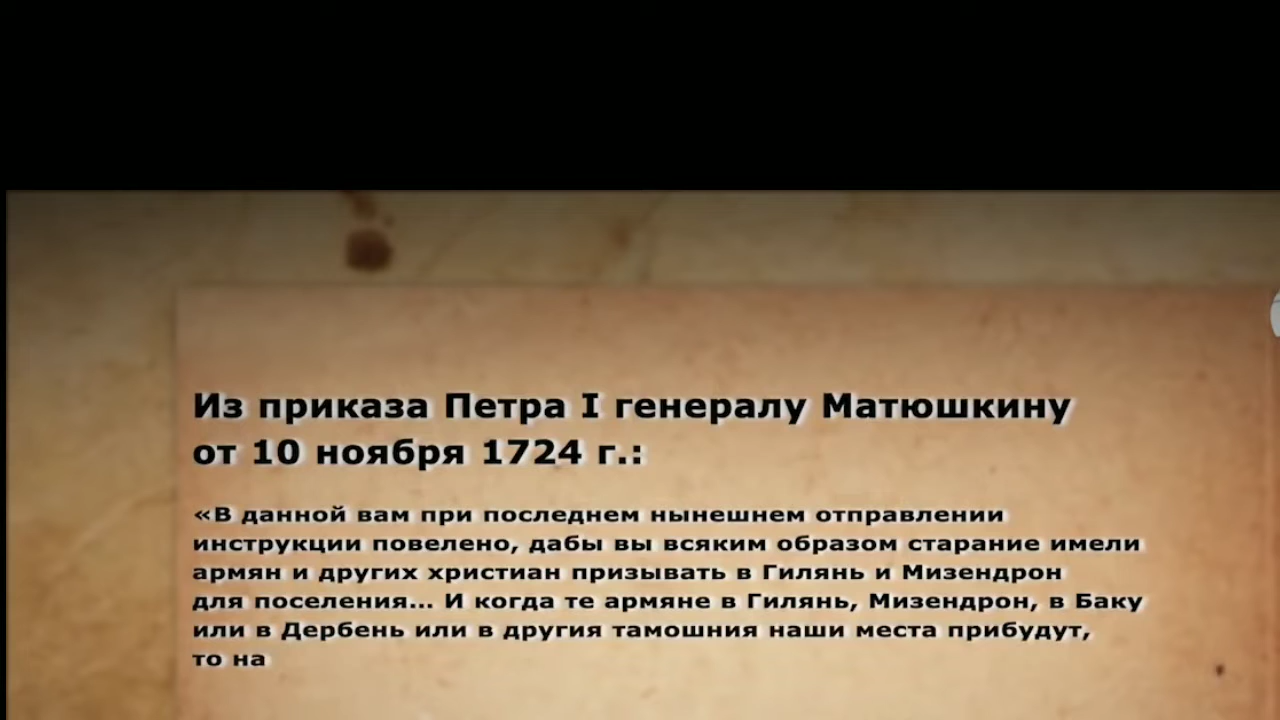 Из приказа Петра I генералу Матюшкину
от 10 ноября 1724 г.:
«В данной вам при последнем нынешнем отправлении
инструкции повелено, дабы вы всяким образом старание имели
армян и других христиан призывать в Гилянь и Мизендрон
для поселения... И когда те армяне в Гилянь, Мизендрон, в Баку
или в Дербень или в другия тамошния наши места прибудут,
то на